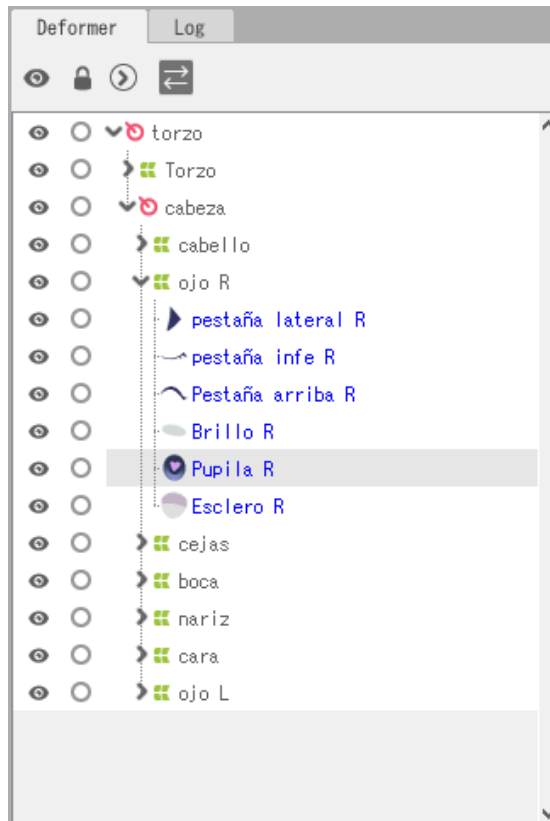 Deformer Log
torzo
Torzo
cabeza
cabello
ojo R
pestaña lateral R
pestaña infe R
Pestaña arriba R
Brillo R
Pupila R
Esclero R
cejas
boca
nariz
cara
ojo L